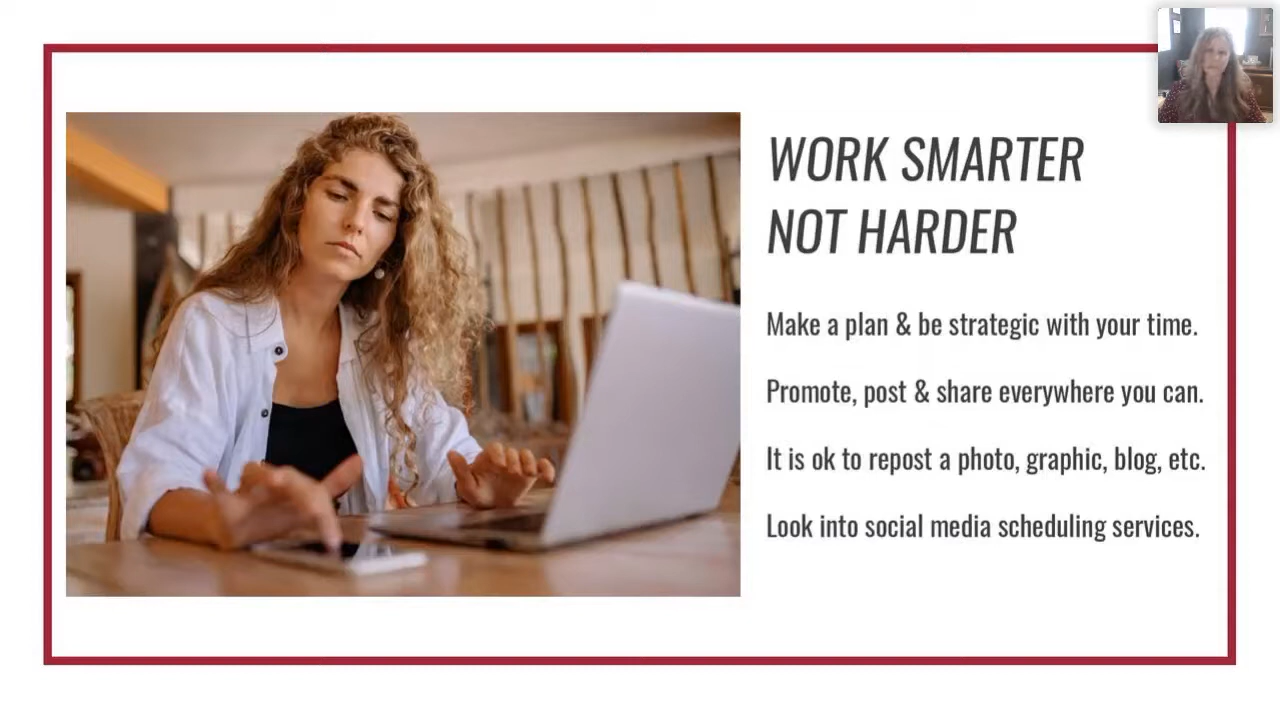 WORK SMARTER
NOT HARDER
Make a plan & be strategic with your time.
Promote, post & share everywhere you can.
It is ok to repost a photo, graphic, blog, etc.
Look into social media scheduling services.